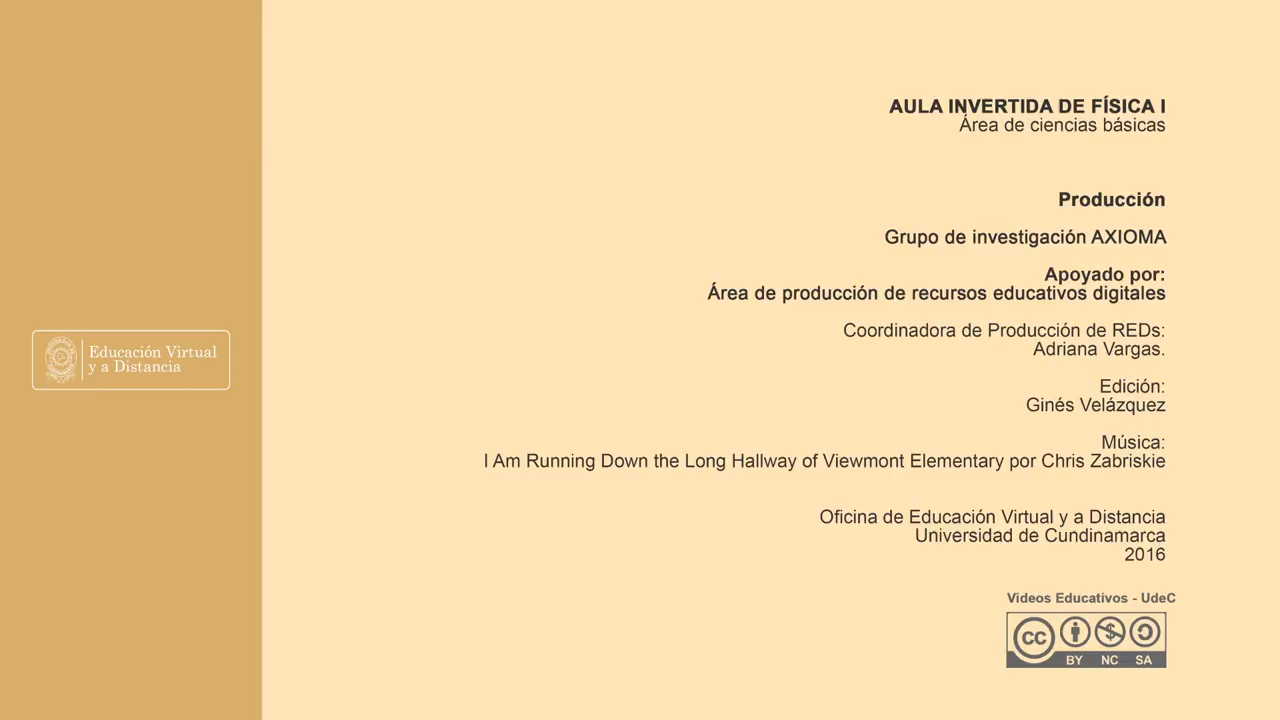 AULA INVERTIDA DE FÍSICA I
Área de ciencias básicas
Producción
Grupo de investigación AXIOMA
Apoyado por:
Área de producción de recursos educativos digitales
Coordinadora de Producción de REDs:
Adriana Vargas.
Edición:
Ginés Velázquez
Música:
I Am Running Down the Long Hallway of Viewmont Elementary por Chris Zabriskie
Oficina de Educación Virtual y a Distancia
Universidad de Cundinamarca
2016
Videos Educativos - UdeC
cc
BY NC SA
Educación Virtual
y a Distancia